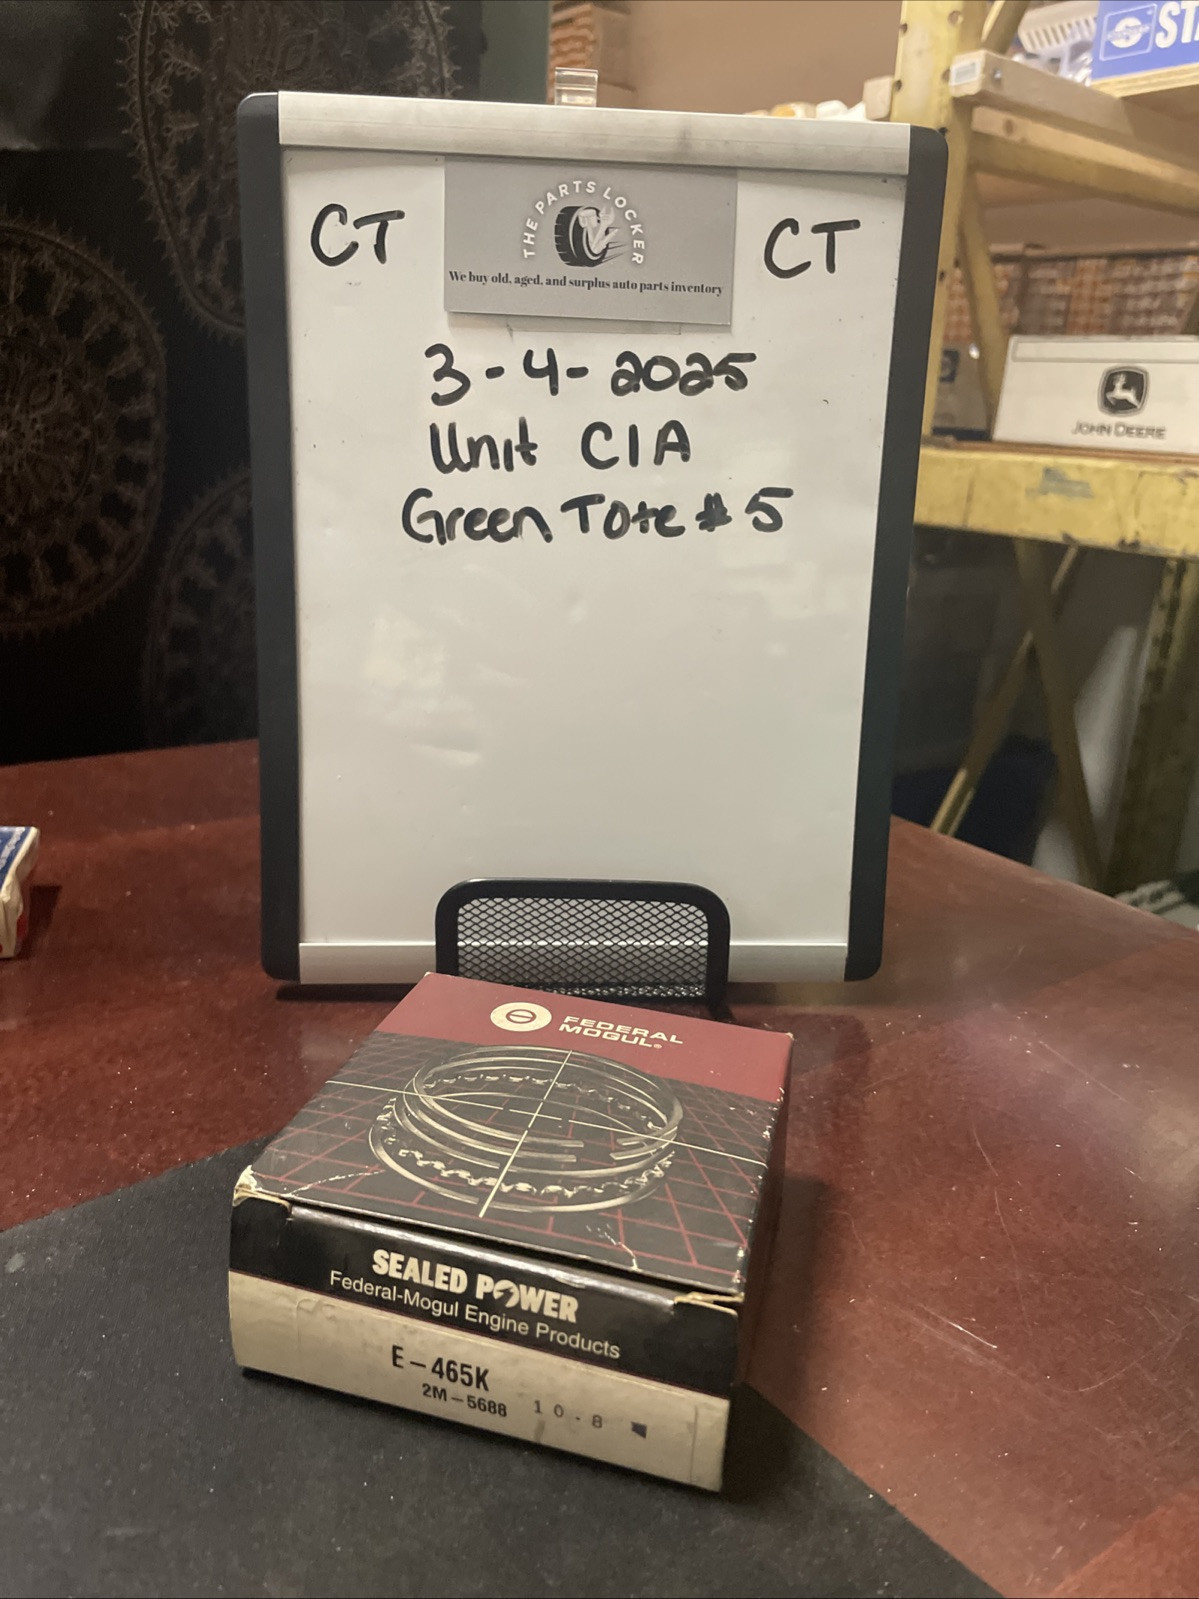 ST
CT
THE PARTS LOCKER
CT
We buy old, aged, and surplus auto parts inventory
3-4-2025
Unit C1A
Green Tote #5
JOHN DEERE
FEDERAL
MOGUL®
SEALED POWER
Federal-Mogul Engine Products
E-465K
2M-5688 10.8